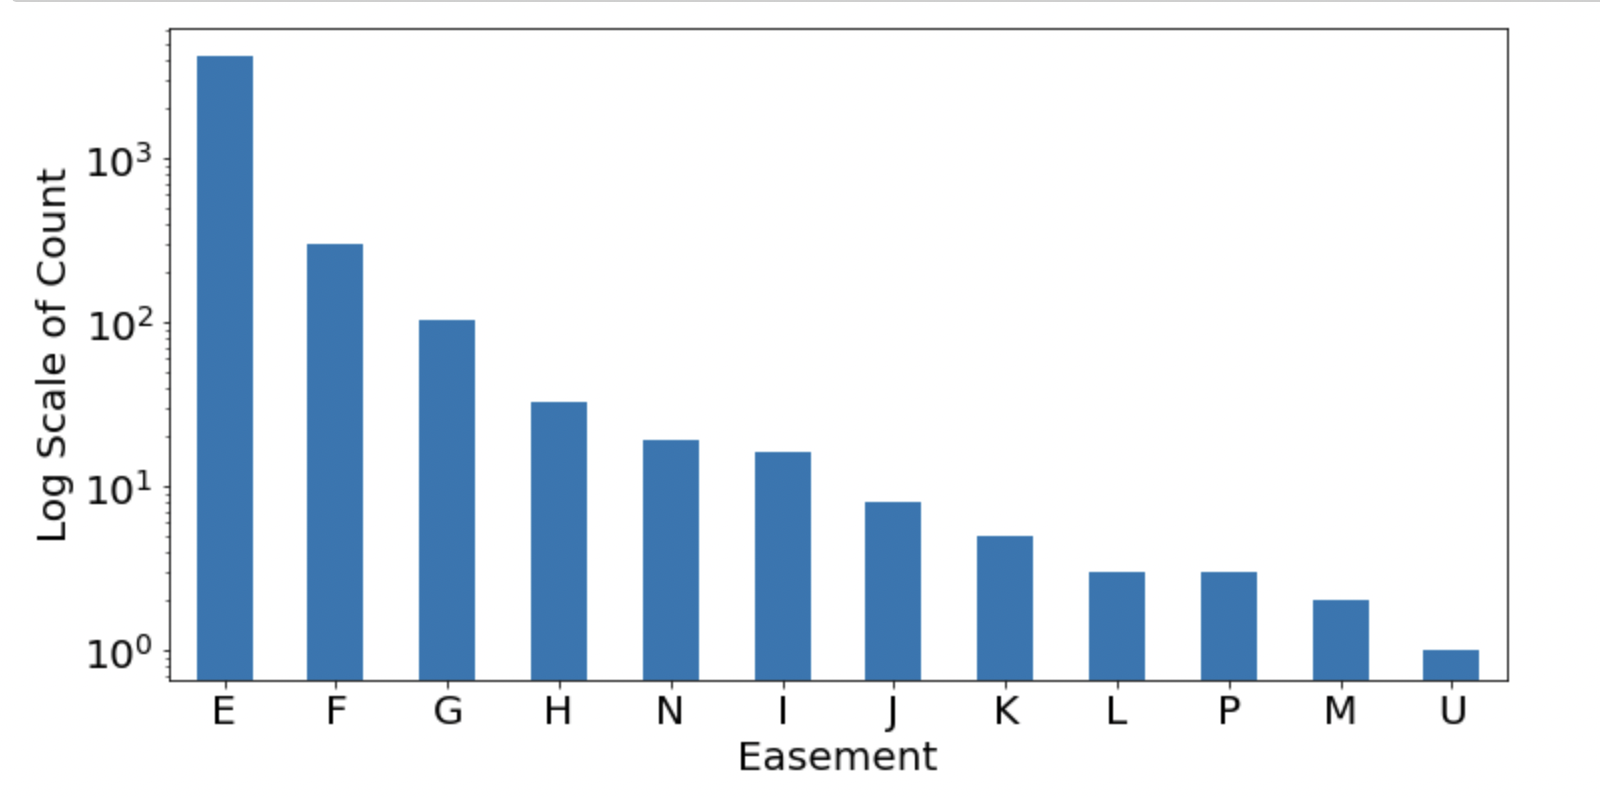 Log Scale of Count
10³
10²
10¹
10⁰
E F G H N I J K L P M U
Easement